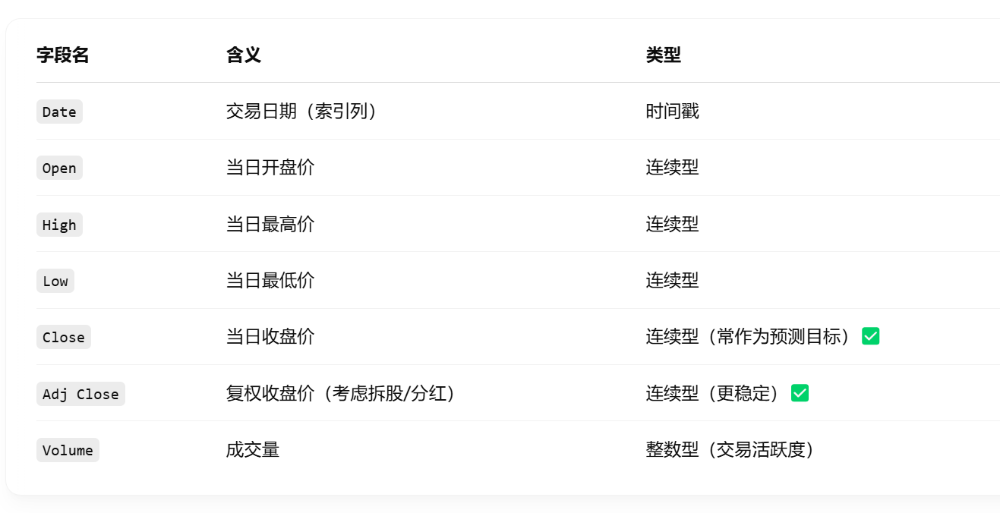 字段名 含义 类型
Date 交易日期（索引列） 时间戳
Open 当日开盘价 连续型
High 当日最高价 连续型
Low 当日最低价 连续型
Close 当日收盘价 连续型（常作为预测目标）✅
Adj Close 复权收盘价（考虑拆股/分红） 连续型（更稳定）✅
Volume 成交量 整数型（交易活跃度）